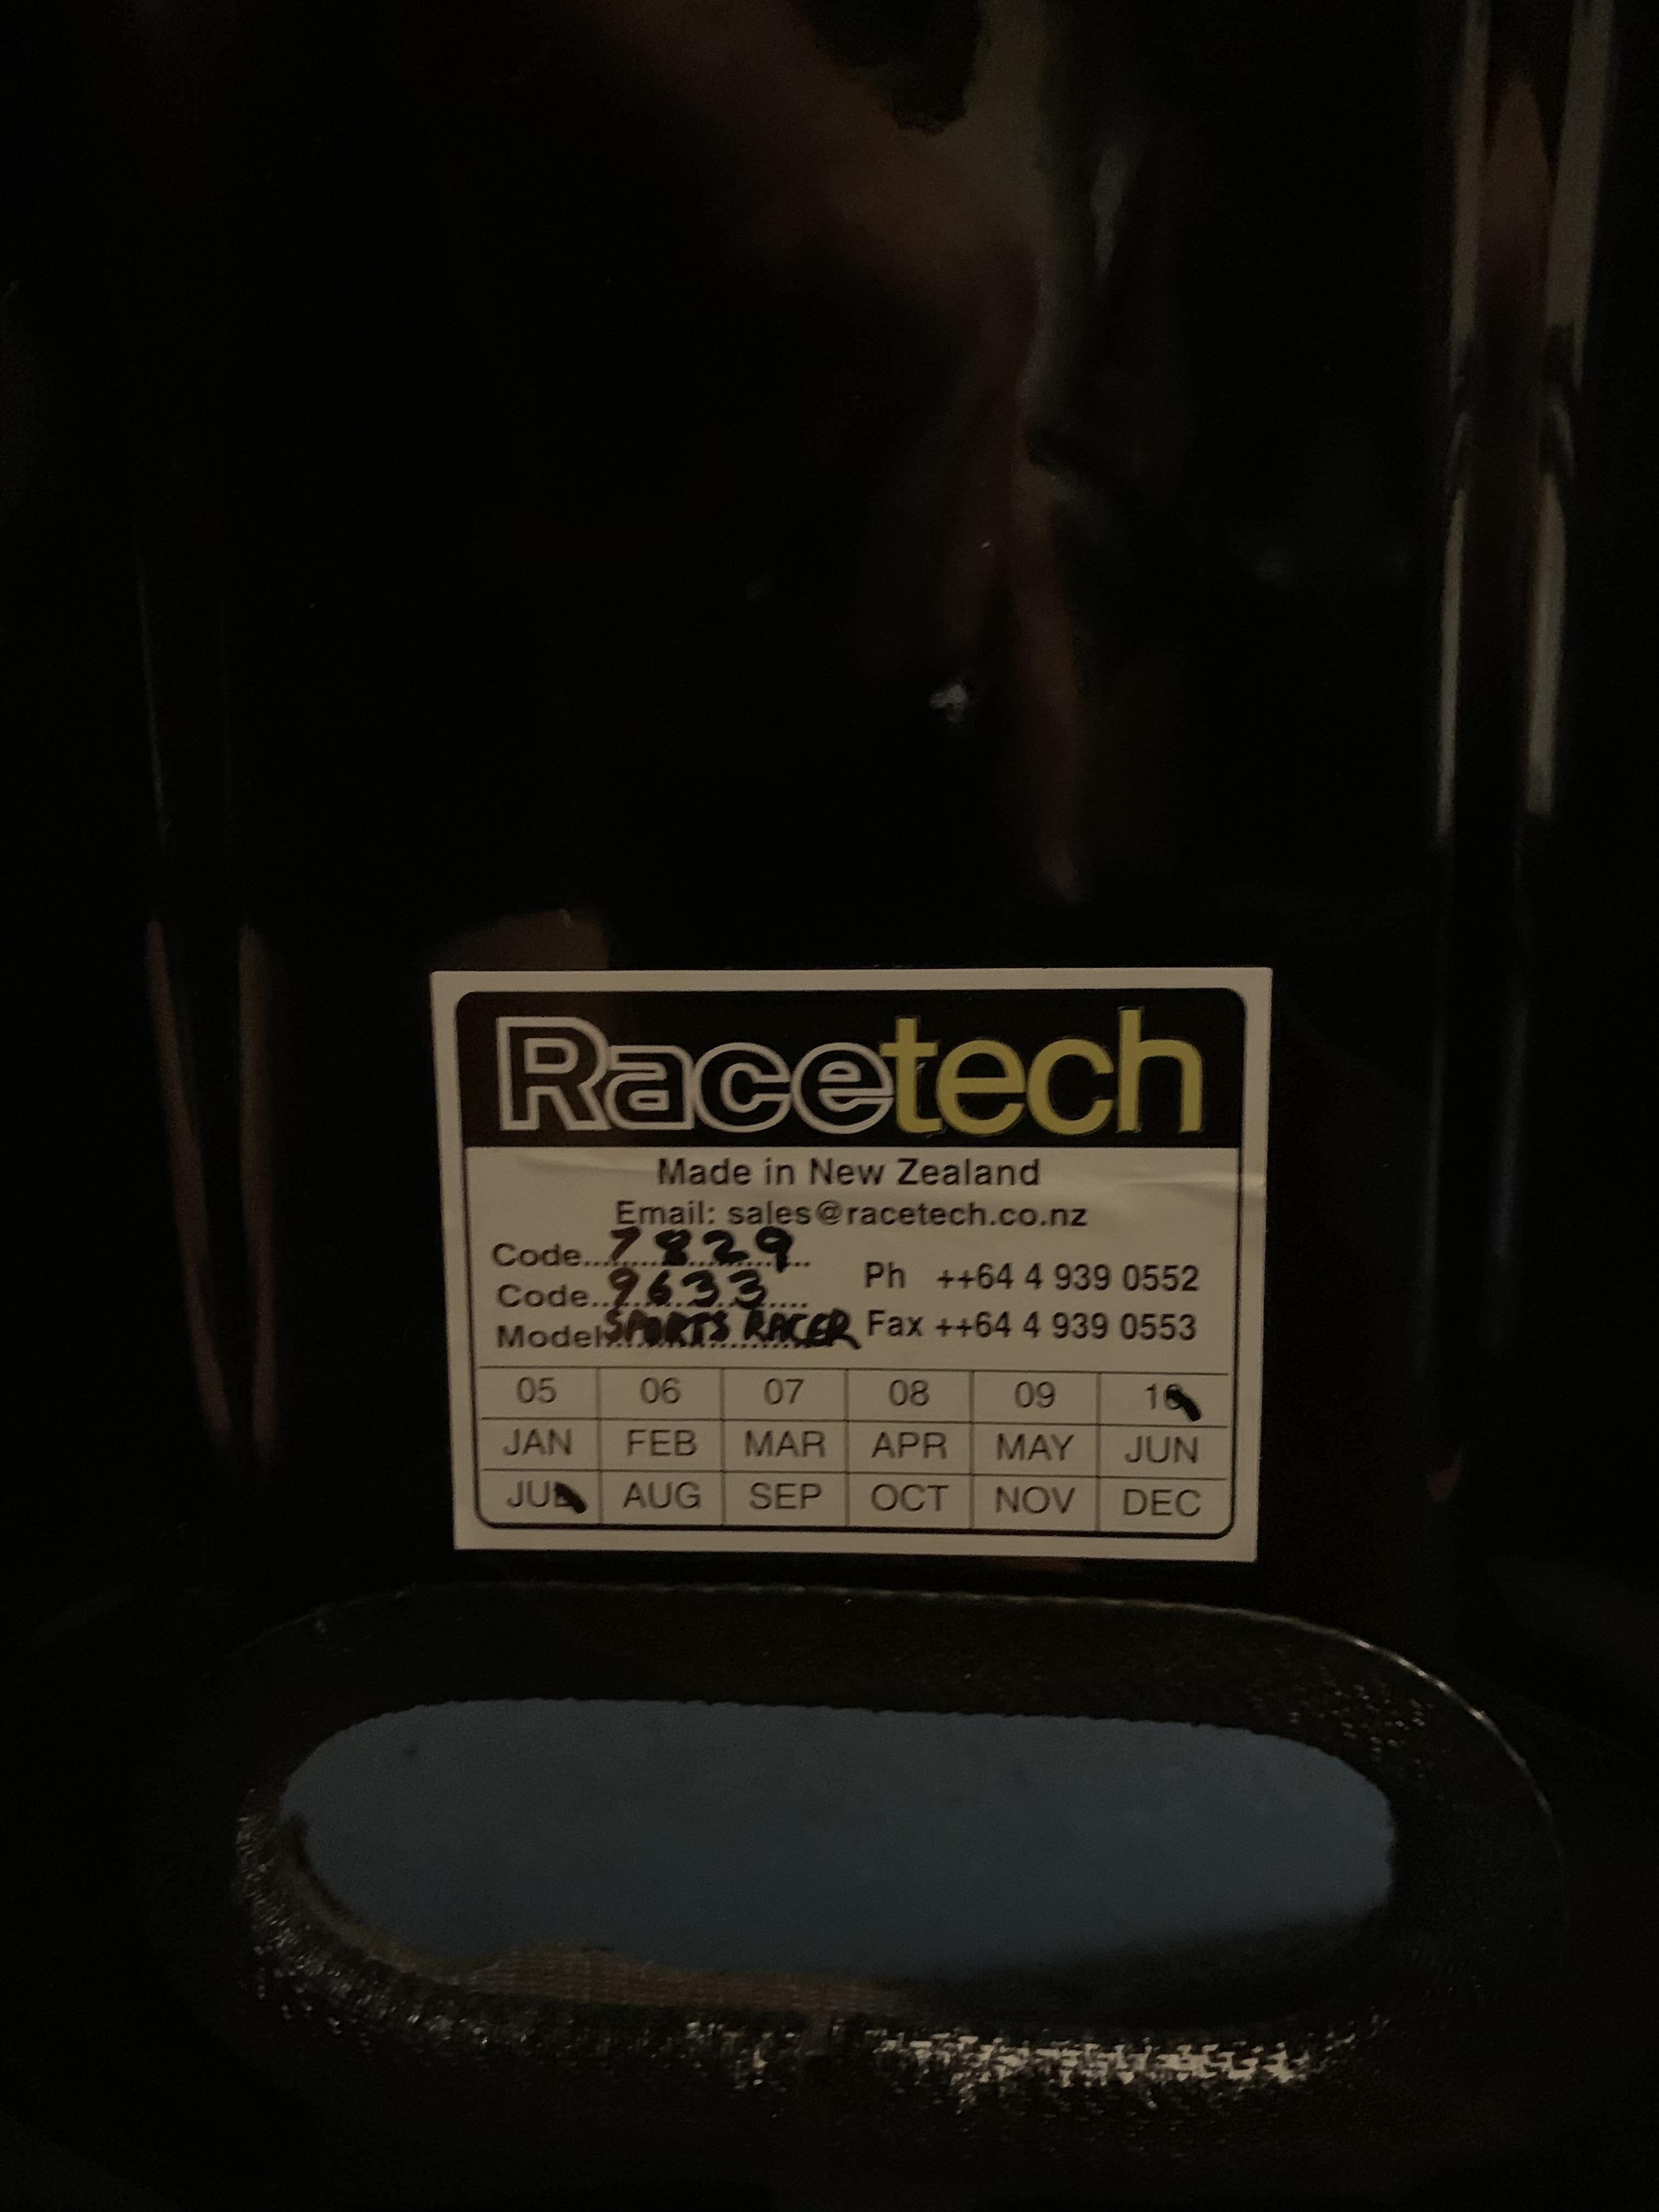 Racetech
Made in New Zealand
Email: sales@racetech.co.nz
Code...7829...
Code...9633...
Model...SPORTS RACER
Ph ++64 4 939 0552
Fax ++64 4 939 0553
05 06 07 08 09 10
JAN FEB MAR APR MAY JUN
JUL AUG SEP OCT NOV DEC